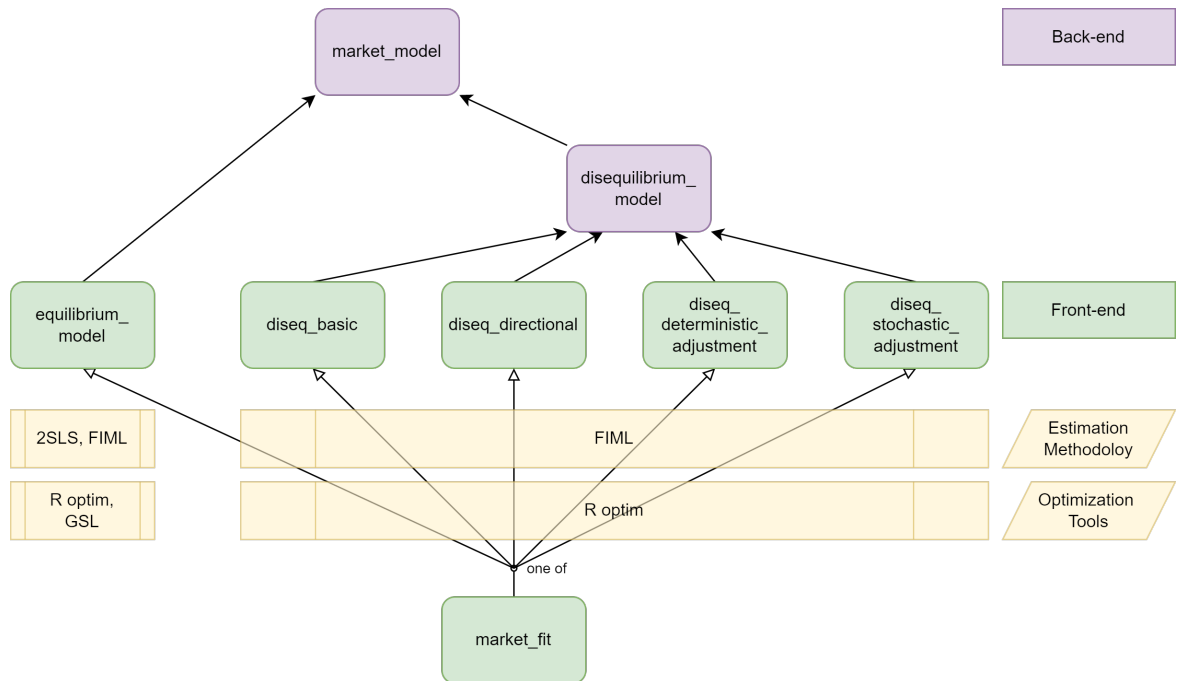 market_model
Back-end
disequilibrium_
model
equilibrium_
model
diseq_basic
diseq_directional
diseq_
deterministic_
adjustment
diseq_
stochastic_
adjustment
Front-end
2SLS, FIML
FIML
Estimation
Methodoloy
R optim,
GSL
R optim
Optimization
Tools
one of
market_fit